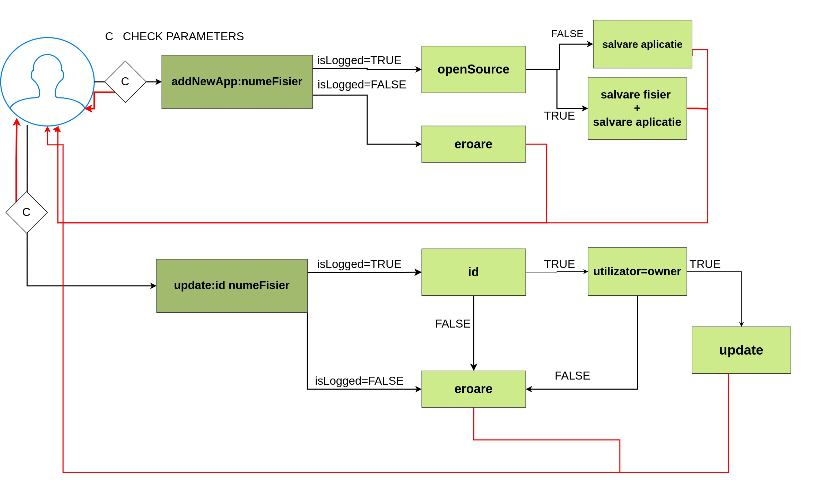 C CHECK PARAMETERS
C
addNewApp:numeFisier
isLogged=TRUE
isLogged=FALSE
openSource
eroare
FALSE
TRUE
salvare aplicatie
salvare fisier
+
salvare aplicatie
C
update:id numeFisier
isLogged=TRUE
isLogged=FALSE
id
TRUE
FALSE
utilizator=owner
TRUE
FALSE
eroare
update